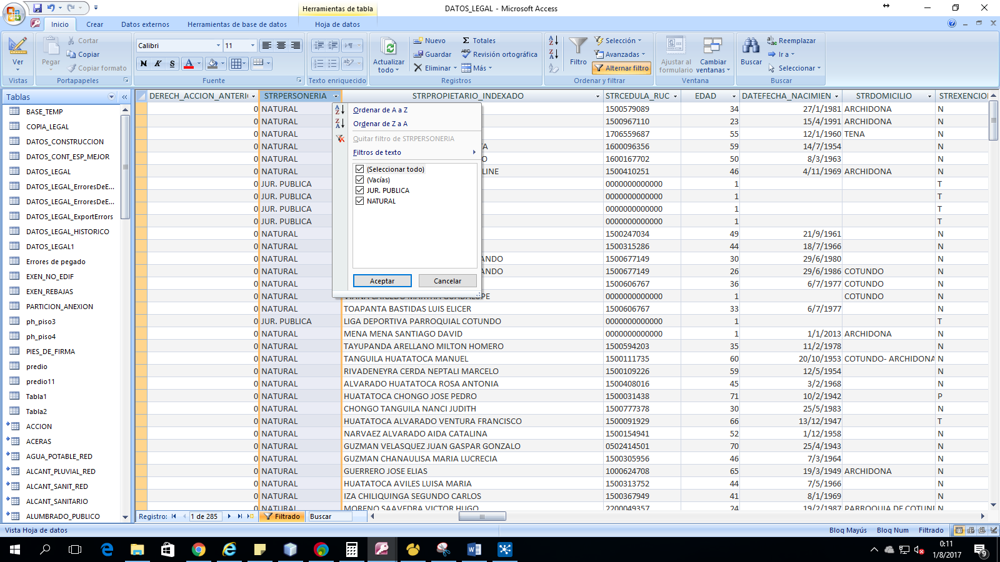 Herramientas de tabla
DATOS_LEGAL - Microsoft Access
Inicio Crear Datos externos Herramientas de base de datos Hoja de datos
Ver
Vistas
Pegar
Cortar
Copiar
Copiar formato
Portapapeles
Calibri 11
N K S
Fuente
Texto enriquecido
Actualizar todo
Nuevo
Guardar
Eliminar
Totales
Revisión ortográfica
Más
Registros
Filtro
Selección
Avanzadas
Alternar filtro
Ordenar y filtrar
Ajustar al formulario
Cambiar ventanas
Ventana
Buscar
Reemplazar
Ir a
Seleccionar
Buscar
Tablas
BASE_TEMP
COPIA_LEGAL
DATOS_CONSTRUCCION
DATOS_CONT_ESP_MEJOR
DATOS_LEGAL
DATOS_LEGAL_ErroresDeE...
DATOS_LEGAL_ErroresDeE...
DATOS_LEGAL_ExportErrors
DATOS_LEGAL_HISTORICO
DATOS_LEGAL1
Errores de pegado
EXEN_NO_EDIF
EXEN_REBAJAS
PARTICION_ANEXION
ph_piso3
ph_piso4
PIES_DE_FIRMA
predio
predio11
Tabla1
Tabla2
ACCION
ACERAS
AGUA_POTABLE_RED
ALCANT_PLUVIAL_RED
ALCANT_SANIT_RED
ALCANT_SANITARIO
ALUMBRADO_PUBLICO
DERECH_ACCION_ANTERI STRPERSONERIA STRPROPIETARIO_INDEXADO STRCEDULA_RUC EDAD DATEFECHA_NACIMIEN STRDOMICILIO STREXENCION
0 NATURAL 1500579089 34 27/1/1981 ARCHIDONA N
0 NATURAL 1500967110 23 15/4/1991 ARCHIDONA N
0 NATURAL 1706559687 55 12/1/1960 TENA N
0 NATURAL TA 1600096356 59 14/7/1954 N
0 NATURAL O 1600167702 50 8/3/1963 N
0 NATURAL LINE 1500410251 46 4/11/1969 ARCHIDONA N
0 JUR. PUBLICA 0000000000000 1 T
0 JUR. PUBLICA 0000000000000 1 T
0 JUR. PUBLICA 0000000000000 1 T
0 JUR. PUBLICA 0000000000000 1 T
0 NATURAL 1500247034 49 21/9/1961 N
0 NATURAL 1500315286 44 18/7/1966 N
0 NATURAL ANDO 1500677149 30 29/6/1980 N
0 NATURAL ANDO 1500677149 26 29/6/1986 COTUNDO N
0 NATURAL 1500606767 36 6/7/1977 COTUNDO N
0 NATURAL VIANA CAICEDO MARTHA GUADALUPE 0000000000000 1 COTUNDO N
0 NATURAL TOAPANTA BASTIDAS LUIS ELICER 1500606767 33 6/7/1977 N
0 JUR. PUBLICA LIGA DEPORTIVA PARROQUIAL COTUNDO 0000000000000 1 T
0 NATURAL MENA MENA SANTIAGO DAVID 0000000000000 1 1/1/2013 ARCHIDONA N
0 NATURAL TAYUPANDA ARELLANO MILTON HOMERO 1500594203 35 11/2/1978 N
0 NATURAL TANGUILA HUATATOCA MANUEL 1500111735 60 20/10/1953 COTUNDO- ARCHIDONA N
0 NATURAL RIVADENEYRA CERDA NEPTALI MARCELO 1500109226 59 12/5/1954 N
0 NATURAL ALVARADO HUATATOCA ROSA ANTONIA 1500408016 45 3/2/1968 N
0 NATURAL HUATATOCA CHONGO JOSE PEDRO 1500031438 71 10/2/1942 P
0 NATURAL CHONGO TANGUILA NANCI JUDITH 1500777378 30 25/5/1983 N
0 NATURAL HUATATOCA ALVARADO VENTURA FRANCISCO 1500091929 66 13/12/1947 T
0 NATURAL NARVAEZ ALVARADO AIDA CATALINA 1500154941 52 1/12/1958 N
0 NATURAL GUZMAN VELASQUEZ JUAN GASPAR GONZALO 0502414501 70 25/4/1943 N
0 NATURAL GUZMAN CHANAULISA MARIA LUCRECIA 1500305956 46 7/3/1964 N
0 NATURAL GUERRERO JOSE ELIAS 1000624708 65 19/3/1949 ARCHIDONA N
0 NATURAL HUATATOCA AVILES LUISA MARIA 1500313752 44 7/5/1966 N
0 NATURAL IZA CHILIQUINGA SEGUNDO CARLOS 1500367949 41 8/1/1969 N
0 NATURAL MORENO SAAVEDRA VICTOR HUGO 2200049357 24 19/2/1987 PARROQUIA DE COTUN N
Ordenar de A a Z
Ordenar de Z a A
Quitar filtro de STRPERSONERIA
Filtros de texto
(Seleccionar todo)
(Vacías)
JUR. PUBLICA
NATURAL
Aceptar Cancelar
Registro: 1 de 285 Filtrado Buscar
Vista Hoja de datos Bloq Mayús Bloq Num Filtrado
0:11
1/8/2017
9